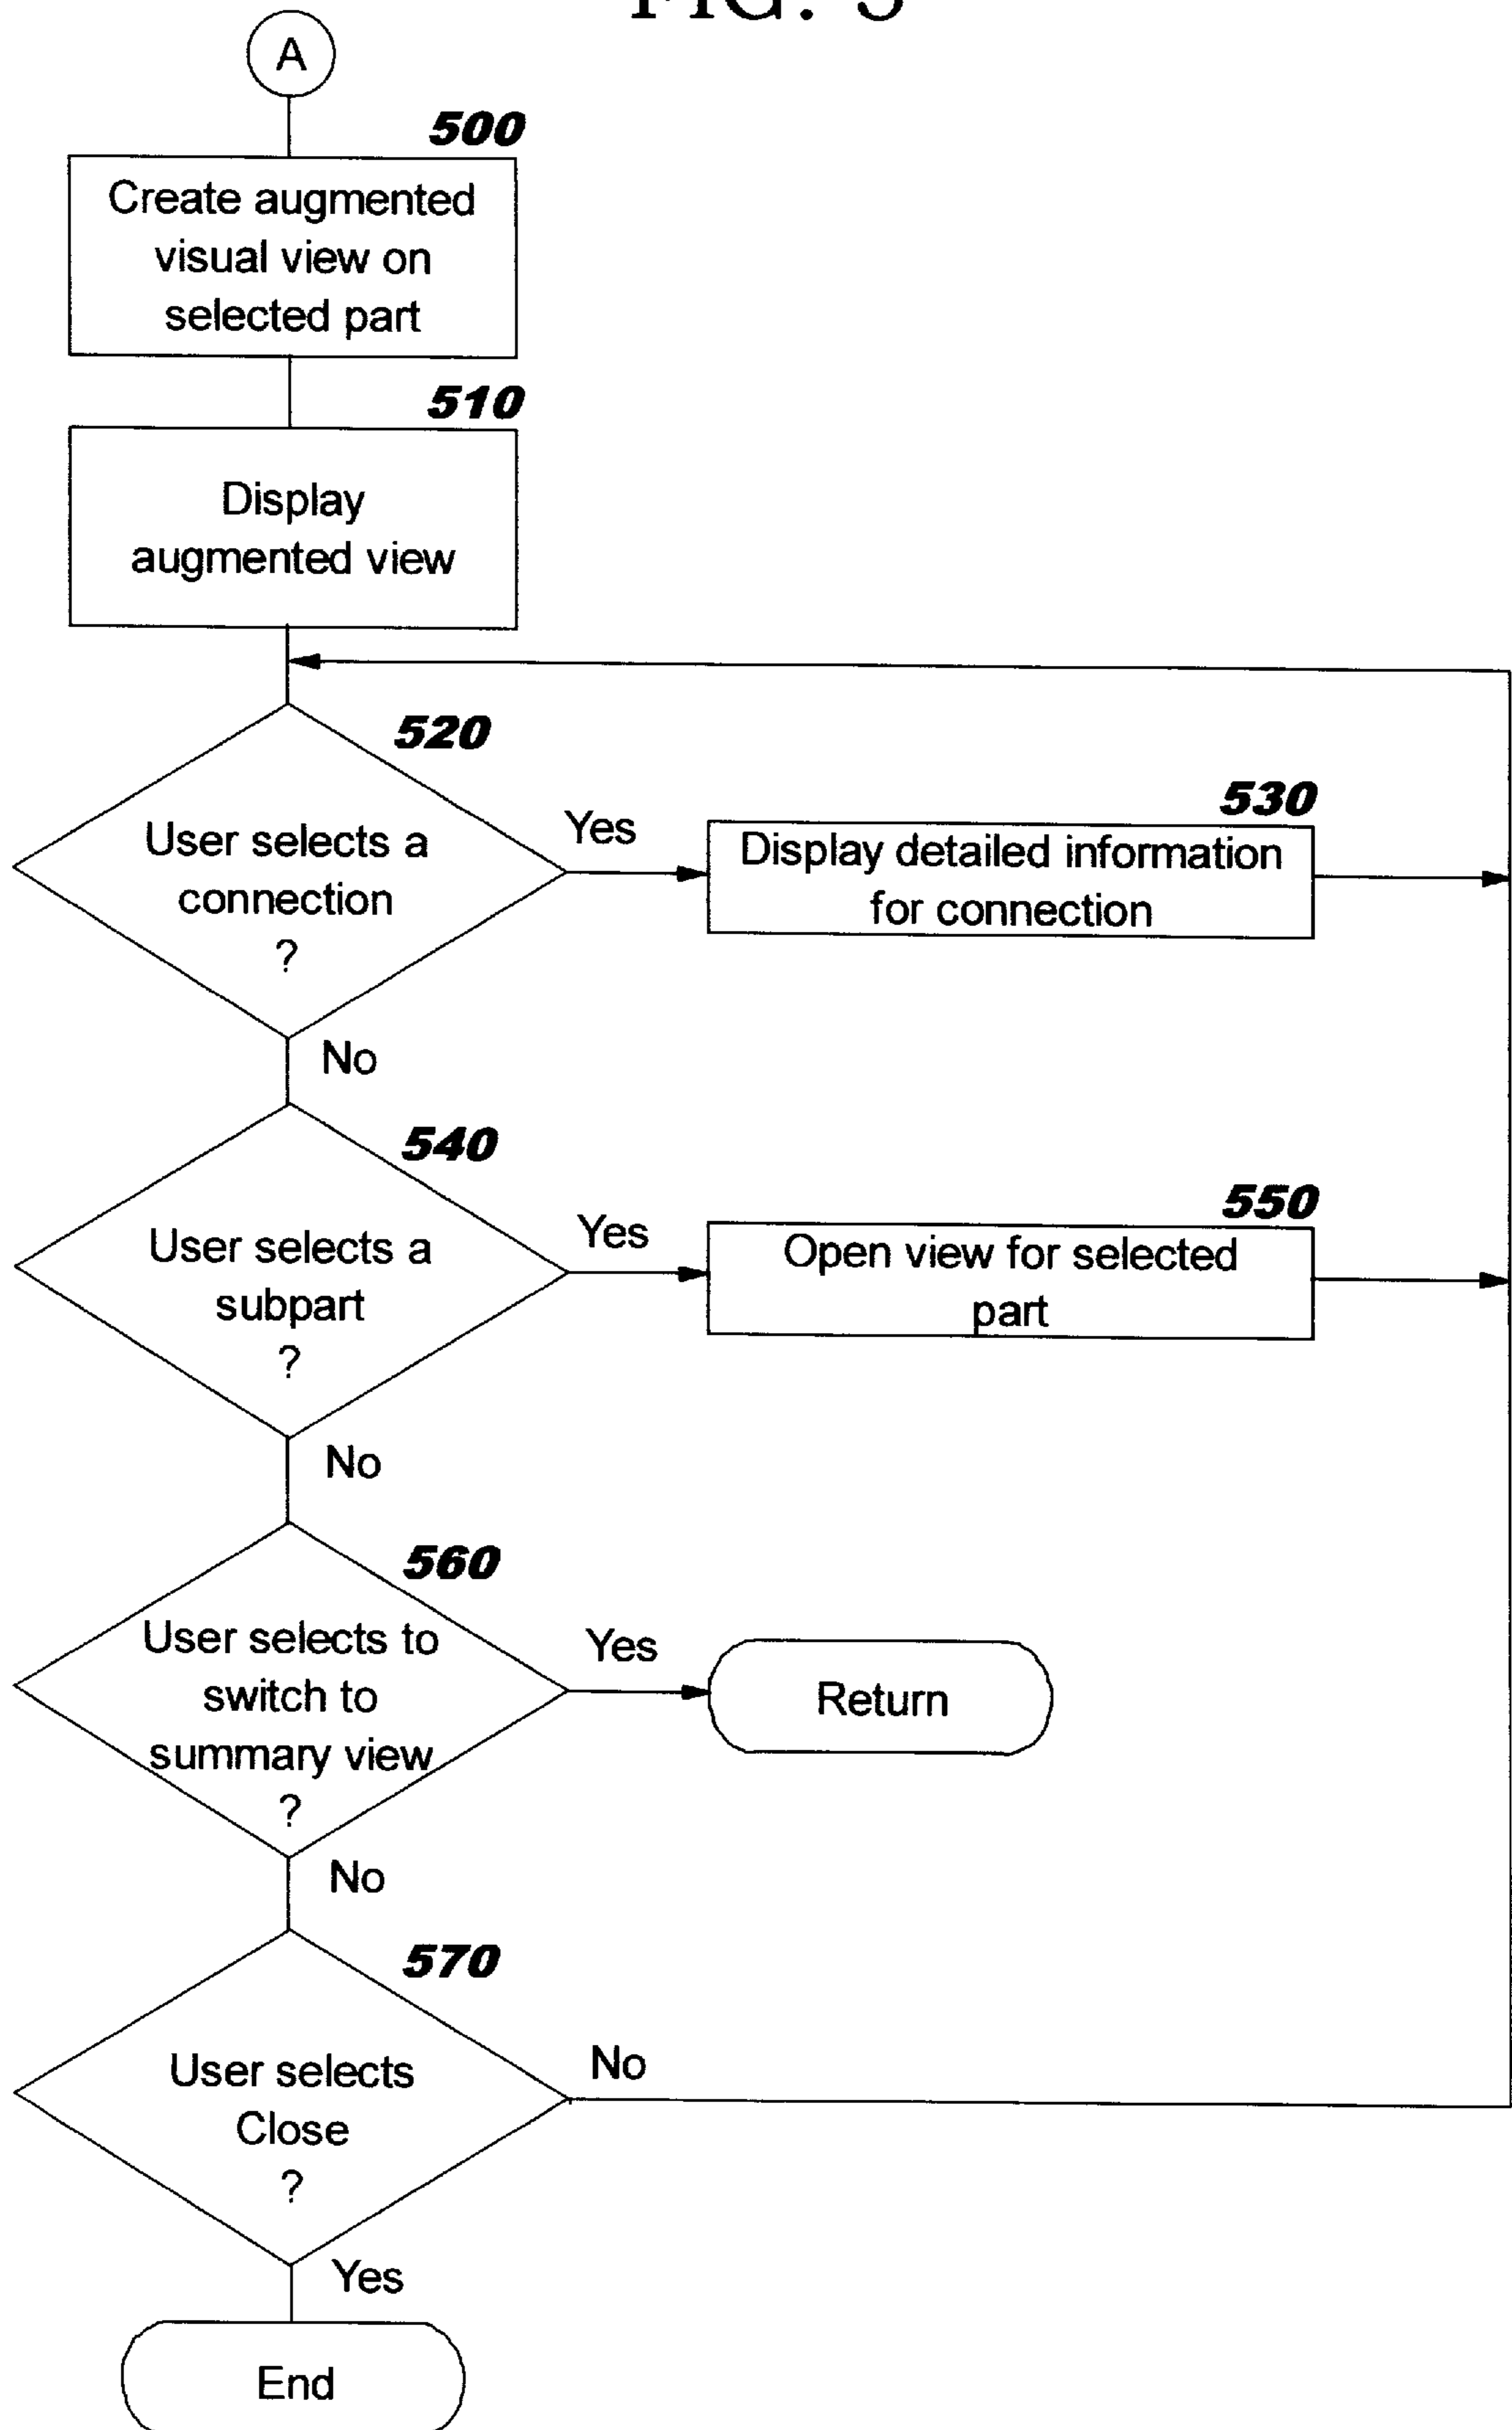 FIG. 5
A
500
Create augmented
visual view on
selected part
510
Display
augmented view
520
User selects a
connection
?
Yes
530
Display detailed information
for connection
No
540
User selects a
subpart
?
Yes
550
Open view for selected
part
No
560
User selects to
switch to
summary view
?
Yes
Return
No
570
User selects
Close
?
No
Yes
End